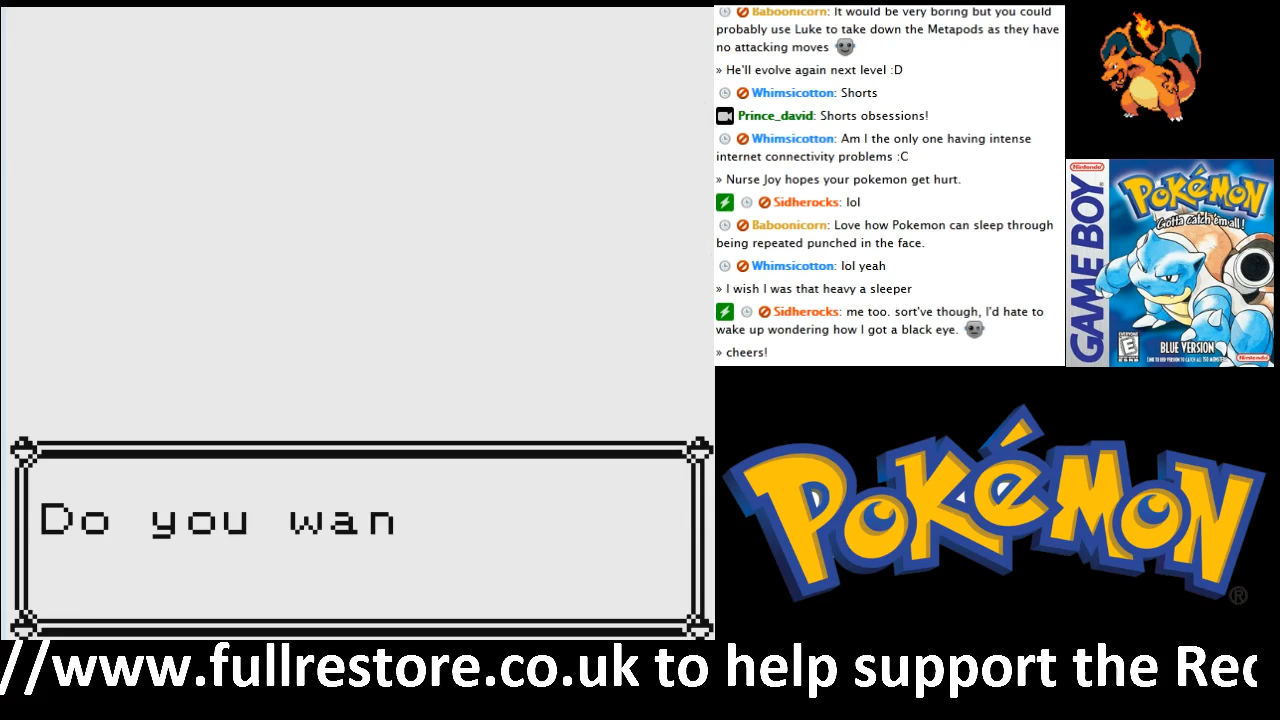 Baboonicorn: It would be very boring but you could
probably use Luke to take down the Metapods as they have
no attacking moves
» He'll evolve again next level :D
Whimsicotton: Shorts
Prince_david: Shorts obsessions!
Whimsicotton: Am I the only one having intense
internet connectivity problems :C
» Nurse Joy hopes your pokemon get hurt.
Sidherocks: lol
Baboonicorn: Love how Pokemon can sleep through
being repeated punched in the face.
Whimsicotton: lol yeah
» I wish I was that heavy a sleeper
Sidherocks: me too. sort've though, I'd hate to
wake up wondering how I got a black eye.
» cheers!
Nintendo
GAME BOY
POKéMON
Gotta catch 'em all!
EVERYONE
E
BLUE VERSION
Nintendo
POKéMON
®
Do you wan
//www.fullrestore.co.uk to help support the Rec